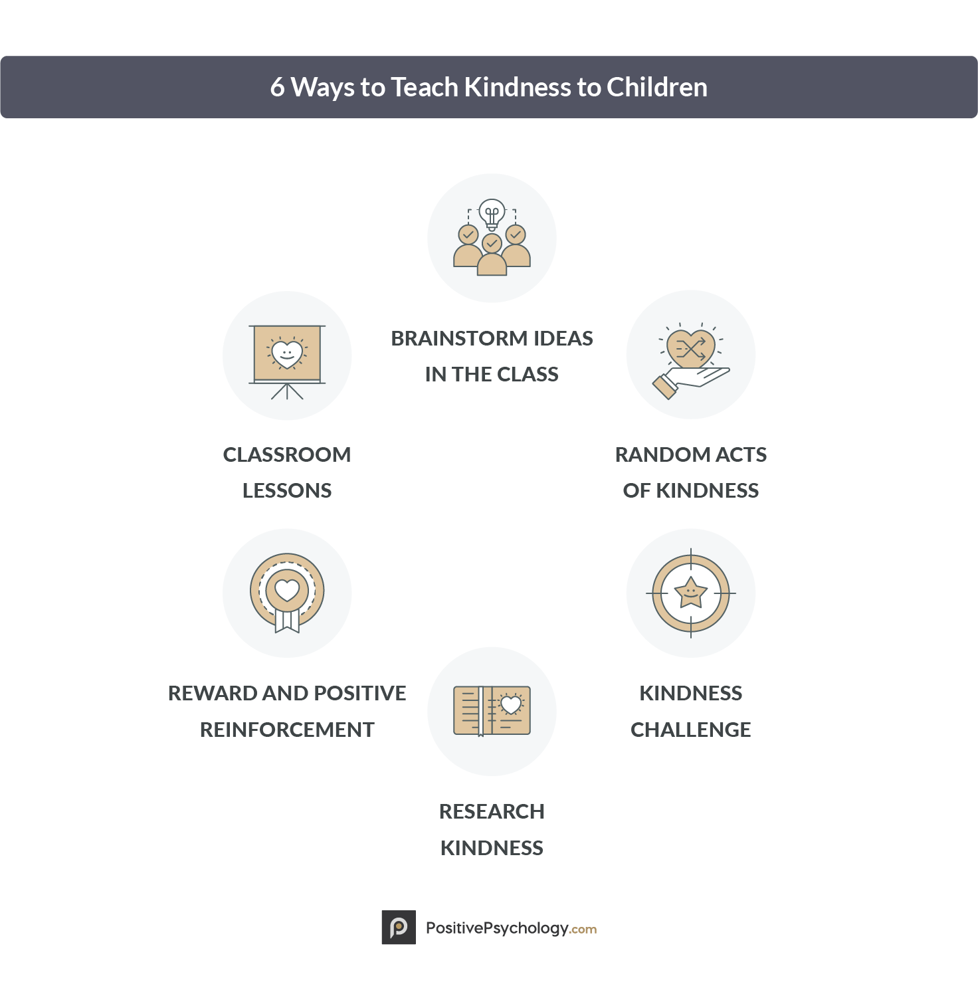 6 Ways to Teach Kindness to Children
BRAINSTORM IDEAS
IN THE CLASS
CLASSROOM
LESSONS
RANDOM ACTS
OF KINDNESS
REWARD AND POSITIVE
REINFORCEMENT
KINDNESS
CHALLENGE
RESEARCH
KINDNESS
PositivePsychology.com